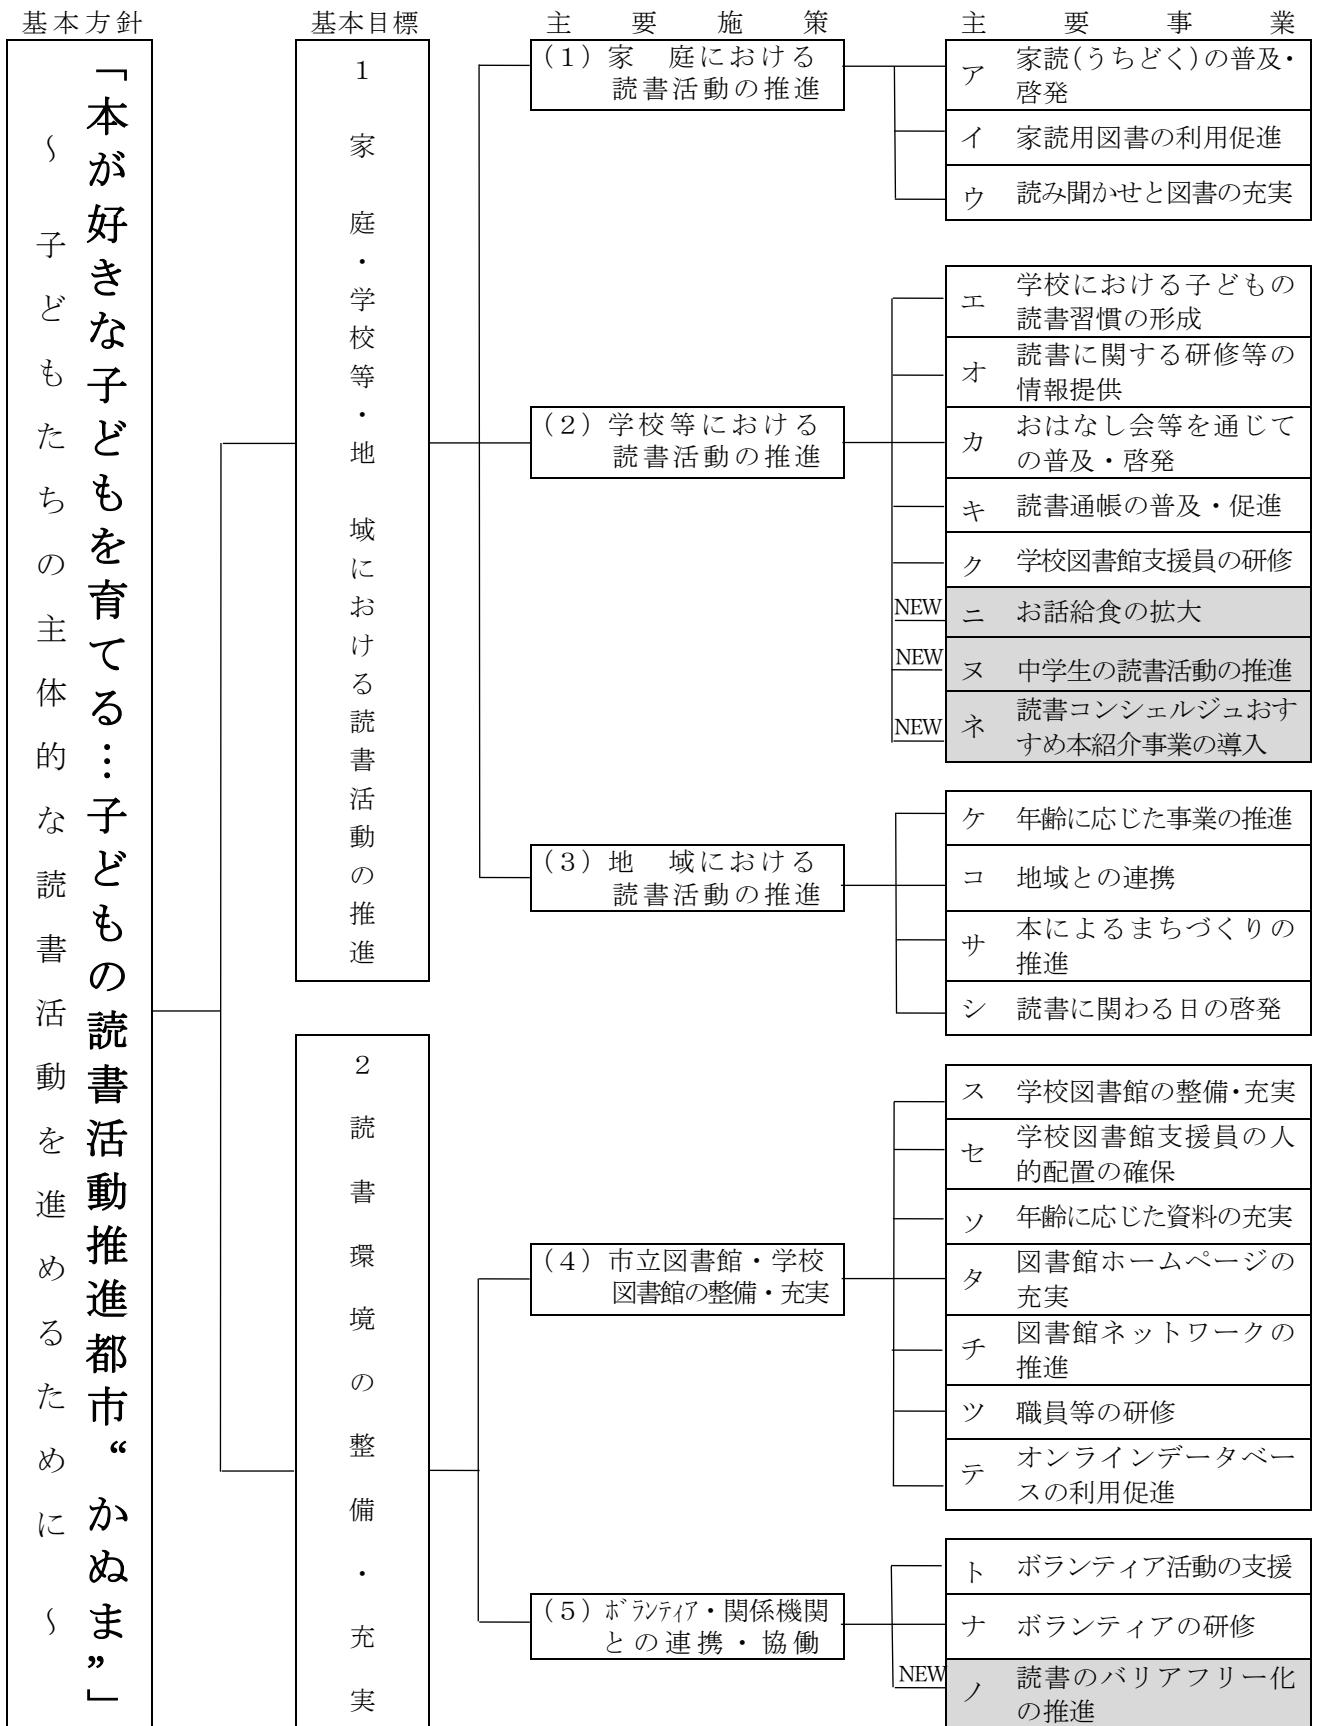 基本方針
基本目標
主要施策
主要事業
「本が好きな子どもを育てる…子どもの読書活動推進都市“かぬま”」
～ 子どもたちの主体的な読書活動を進めるために ～
1 家庭・学校等・地域における読書活動の推進
(1)家 庭における
読書活動の推進
ア 家読(うちどく)の普及・
啓発
イ 家読用図書の利用促進
ウ 読み聞かせと図書の充実
(2)学校等における
読書活動の推進
エ 学校における子どもの
読書習慣の形成
オ 読書に関する研修等の
情報提供
カ おはなし会等を通じて
の普及・啓発
キ 読書通帳の普及・促進
ク 学校図書館支援員の研修
NEW ニ お話給食の拡大
NEW ヌ 中学生の読書活動の推進
NEW ネ 読書コンシェルジュおす
すめ本紹介事業の導入
(3)地 域における
読書活動の推進
ケ 年齢に応じた事業の推進
コ 地域との連携
サ 本によるまちづくりの
推進
シ 読書に関わる日の啓発
2 読書環境の整備・充実
(4)市立図書館・学校
図書館の整備・充実
ス 学校図書館の整備・充実
セ 学校図書館支援員の人
的配置の確保
ソ 年齢に応じた資料の充実
タ 図書館ホームページの
充実
チ 図書館ネットワークの
推進
ツ 職員等の研修
テ オンラインデータベー
スの利用促進
(5)ﾎﾞﾗﾝﾃｨｱ・関係機関
との連携・協働
ト ボランティア活動の支援
ナ ボランティアの研修
NEW ノ 読書のバリアフリー化
の推進